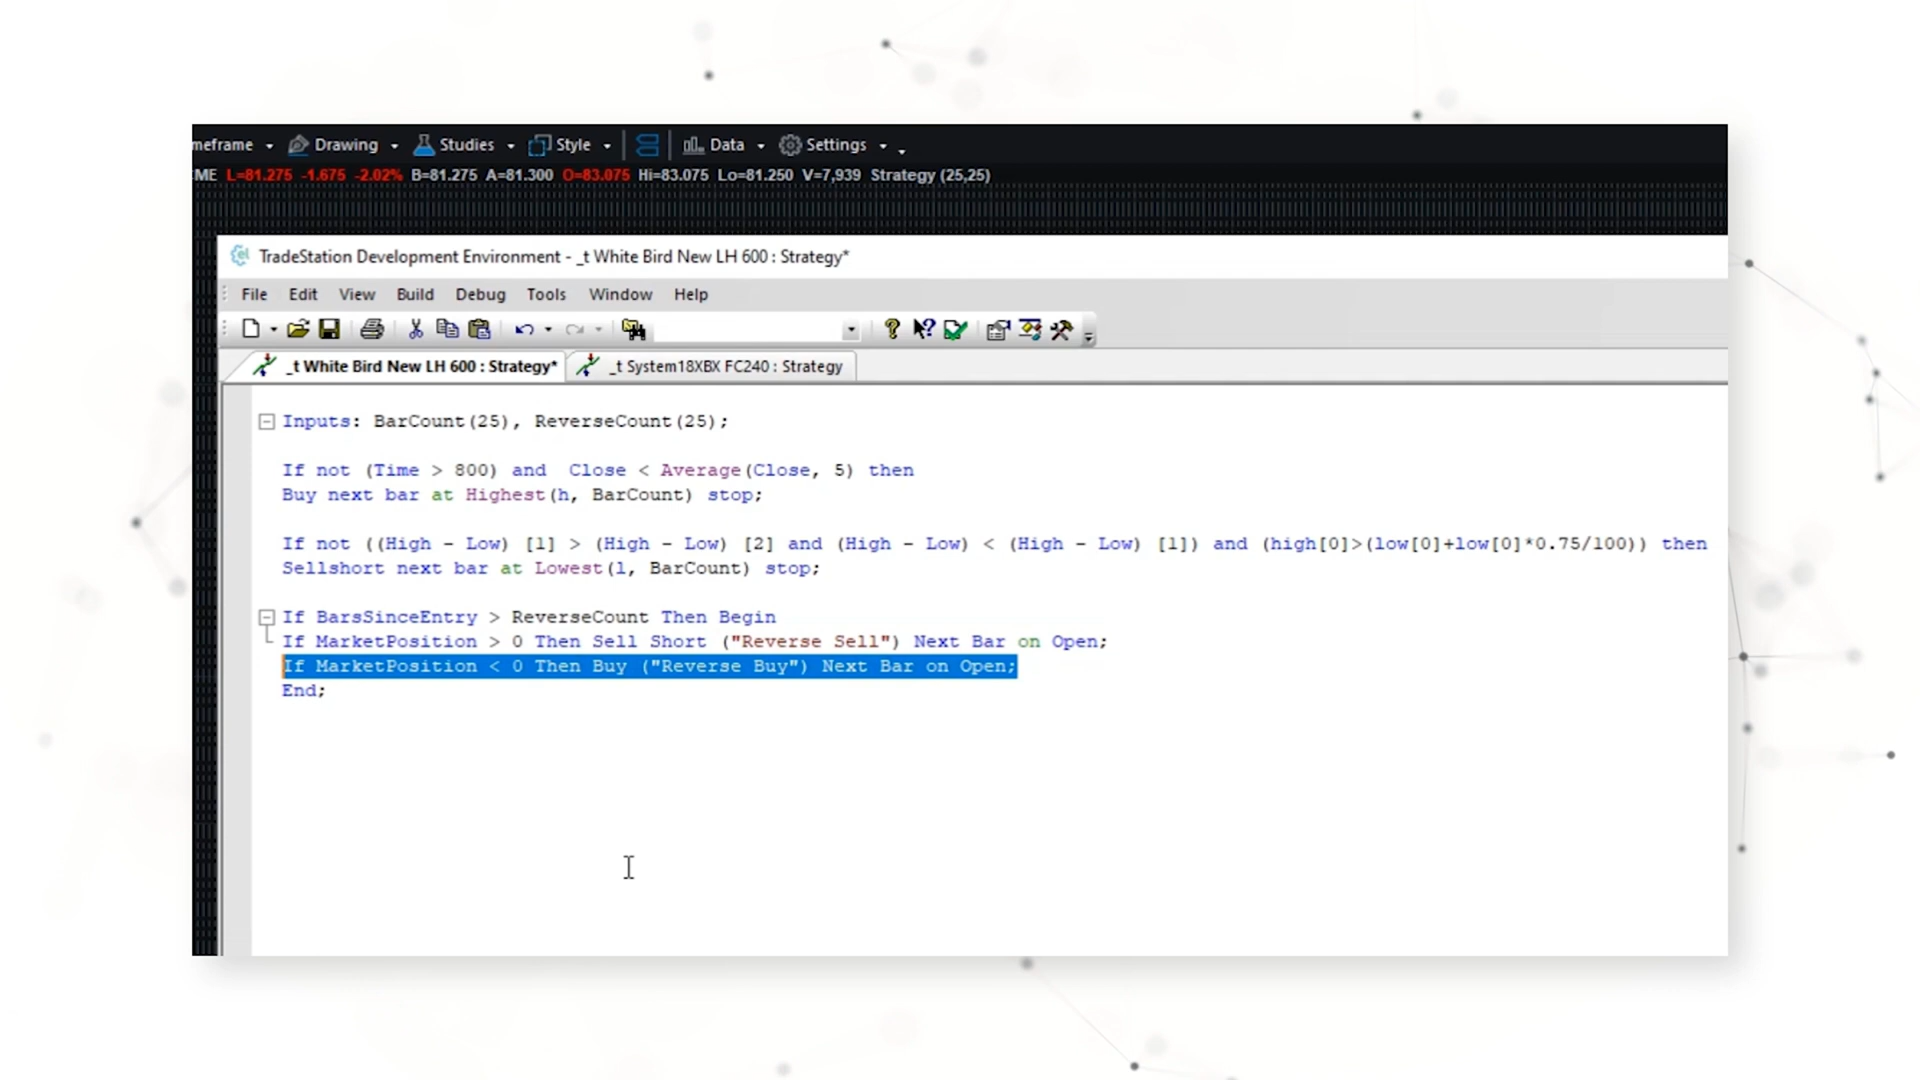 meframe Drawing Studies Style Data Settings
ME L=81.275 -1.675 -2.02% B=81.275 A=81.300 O=83.075 Hi=83.075 Lo=81.250 V=7,939 Strategy (25,25)
TradeStation Development Environment - _t White Bird New LH 600 : Strategy*
File Edit View Build Debug Tools Window Help
_t White Bird New LH 600 : Strategy* _t System18XBX FC240 : Strategy
Inputs: BarCount(25), ReverseCount(25);
If not (Time > 800) and Close < Average(Close, 5) then
Buy next bar at Highest(h, BarCount) stop;
If not ((High - Low) [1] > (High - Low) [2] and (High - Low) < (High - Low) [1]) and (high[0]>(low[0]+low[0]*0.75/100)) then
Sellshort next bar at Lowest(l, BarCount) stop;
If BarsSinceEntry > ReverseCount Then Begin
If MarketPosition > 0 Then Sell Short ("Reverse Sell") Next Bar on Open;
If MarketPosition < 0 Then Buy ("Reverse Buy") Next Bar on Open;
End;